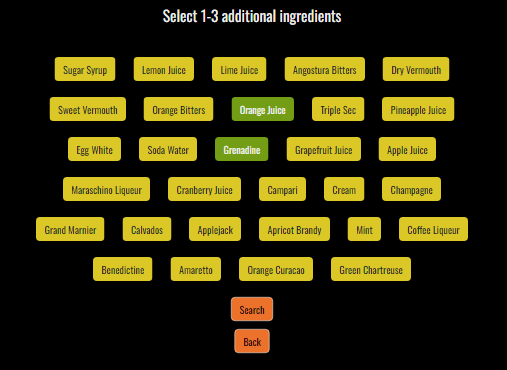 Select 1-3 additional ingredients
Sugar Syrup Lemon Juice Lime Juice Angostura Bitters Dry Vermouth
Sweet Vermouth Orange Bitters Orange Juice Triple Sec Pineapple Juice
Egg White Soda Water Grenadine Grapefruit Juice Apple Juice
Maraschino Liqueur Cranberry Juice Campari Cream Champagne
Grand Marnier Calvados Applejack Apricot Brandy Mint Coffee Liqueur
Benedictine Amaretto Orange Curacao Green Chartreuse
Search
Back